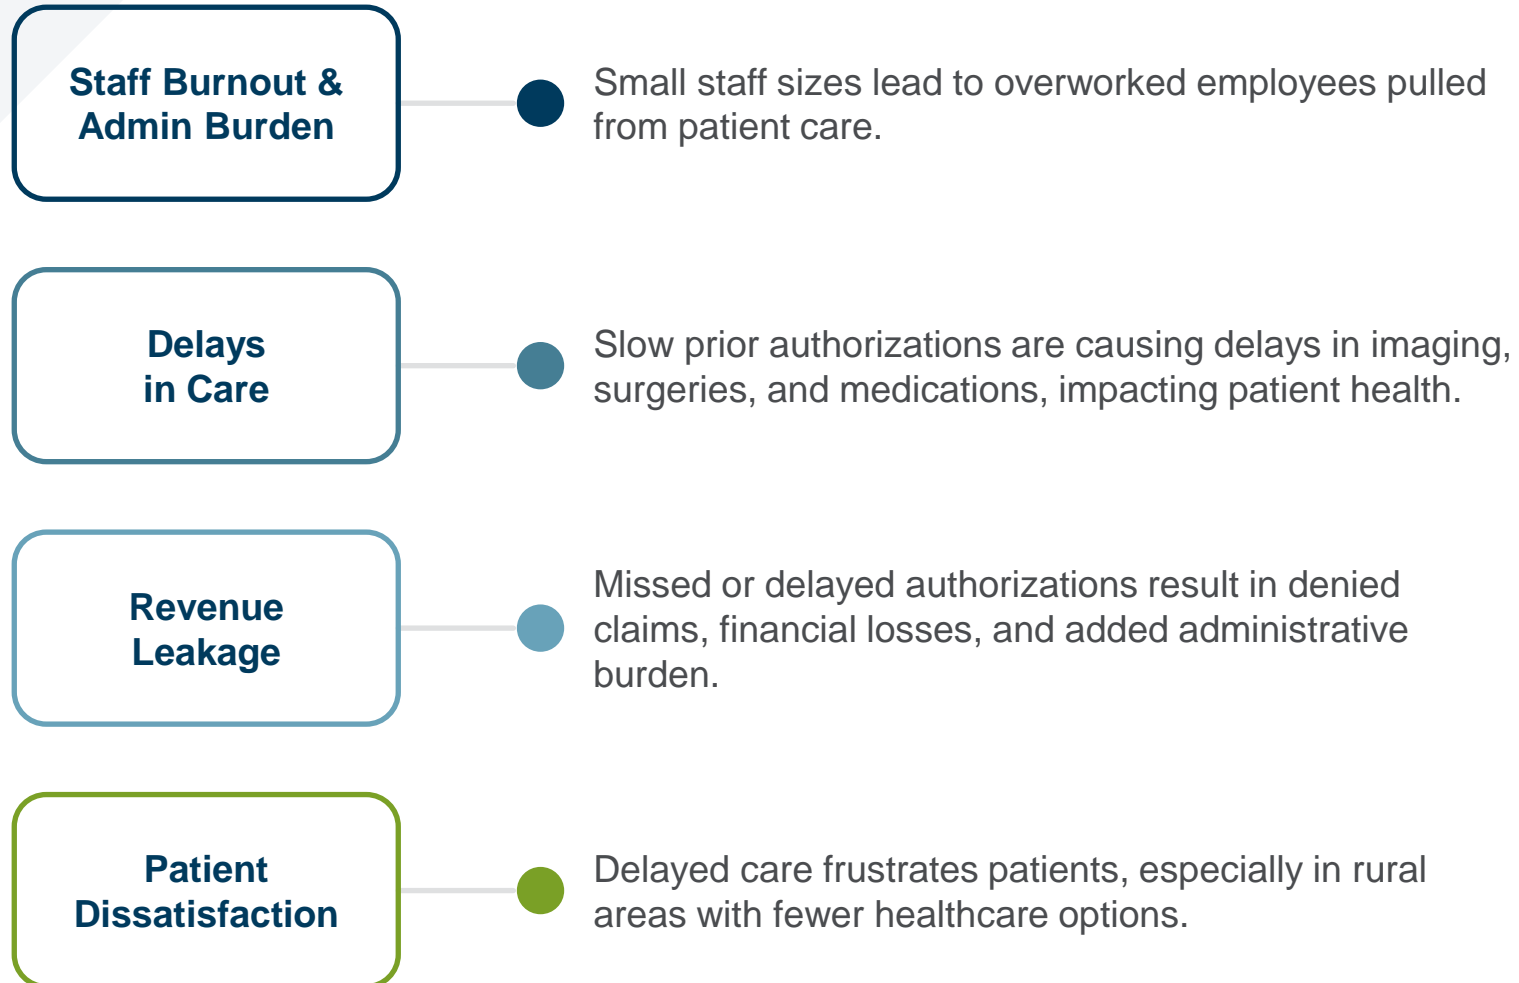 Staff Burnout &
Admin Burden
Small staff sizes lead to overworked employees pulled
from patient care.
Delays
in Care
Slow prior authorizations are causing delays in imaging,
surgeries, and medications, impacting patient health.
Revenue
Leakage
Missed or delayed authorizations result in denied
claims, financial losses, and added administrative
burden.
Patient
Dissatisfaction
Delayed care frustrates patients, especially in rural
areas with fewer healthcare options.